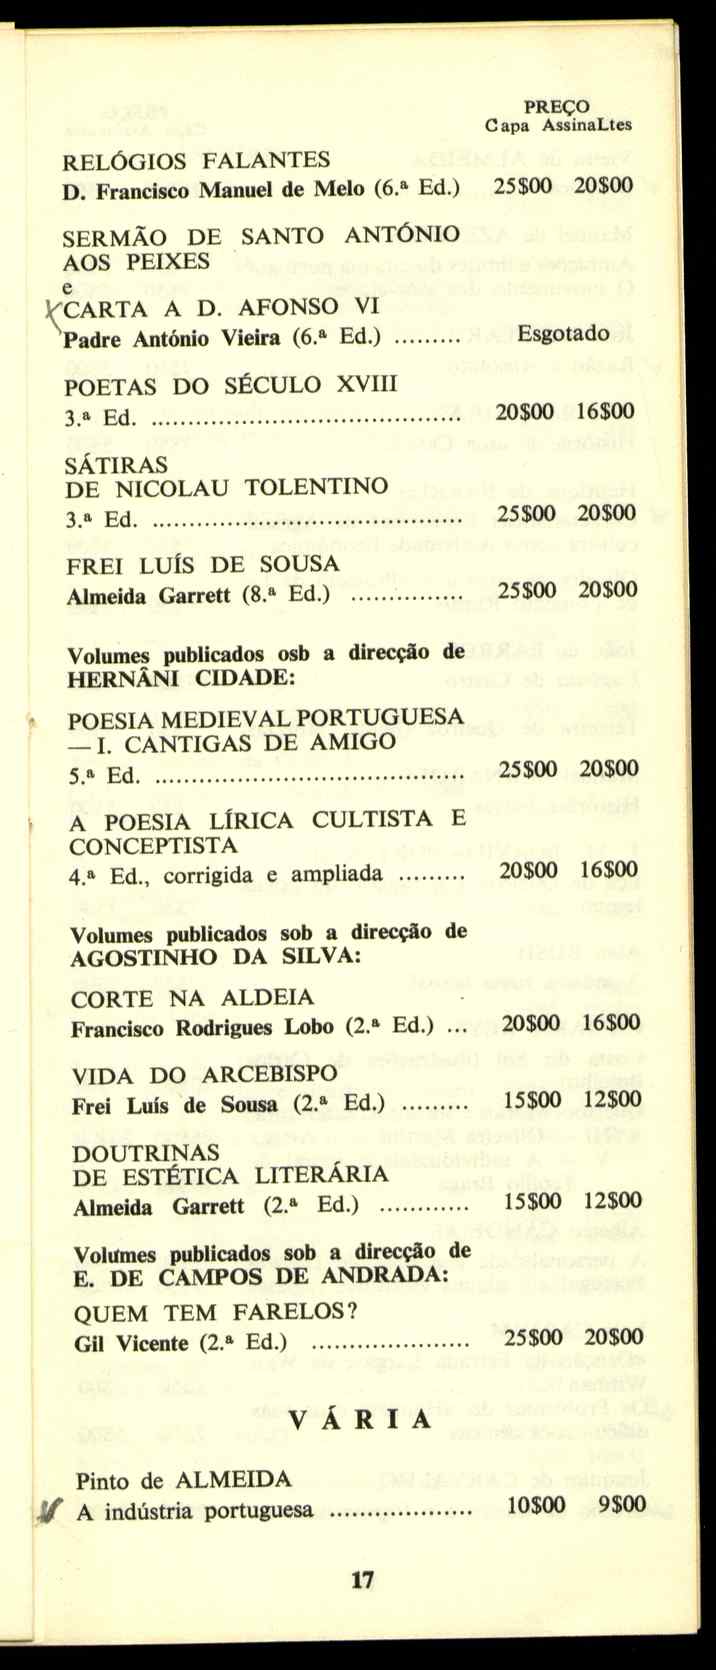 PREÇO
Capa AssinaLtes
RELÓGIOS FALANTES
D. Francisco Manuel de Melo (6.ª Ed.) 25$00 20$00
SERMÃO DE SANTO ANTÓNIO
AOS PEIXES
e
CARTA A D. AFONSO VI
Padre António Vieira (6.ª Ed.) ......... Esgotado
POETAS DO SÉCULO XVIII
3.ª Ed. ........................................ 20$00 16$00
SÁTIRAS
DE NICOLAU TOLENTINO
3.ª Ed. ........................................ 25$00 20$00
FREI LUÍS DE SOUSA
Almeida Garrett (8.ª Ed.) ............... 25$00 20$00
Volumes publicados osb a direcção de
HERNÂNI CIDADE:
POESIA MEDIEVAL PORTUGUESA
— I. CANTIGAS DE AMIGO
5.ª Ed. ........................................ 25$00 20$00
A POESIA LÍRICA CULTISTA E
CONCEPTISTA
4.ª Ed., corrigida e ampliada ......... 20$00 16$00
Volumes publicados sob a direcção de
AGOSTINHO DA SILVA:
CORTE NA ALDEIA
Francisco Rodrigues Lobo (2.ª Ed.) ... 20$00 16$00
VIDA DO ARCEBISPO
Frei Luís de Sousa (2.ª Ed.) ......... 15$00 12$00
DOUTRINAS
DE ESTÉTICA LITERÁRIA
Almeida Garrett (2.ª Ed.) ............ 15$00 12$00
Volumes publicados sob a direcção de
E. DE CAMPOS DE ANDRADA:
QUEM TEM FARELOS?
Gil Vicente (2.ª Ed.) ..................... 25$00 20$00
VÁRIA
Pinto de ALMEIDA
A indústria portuguesa .................. 10$00 9$00
17